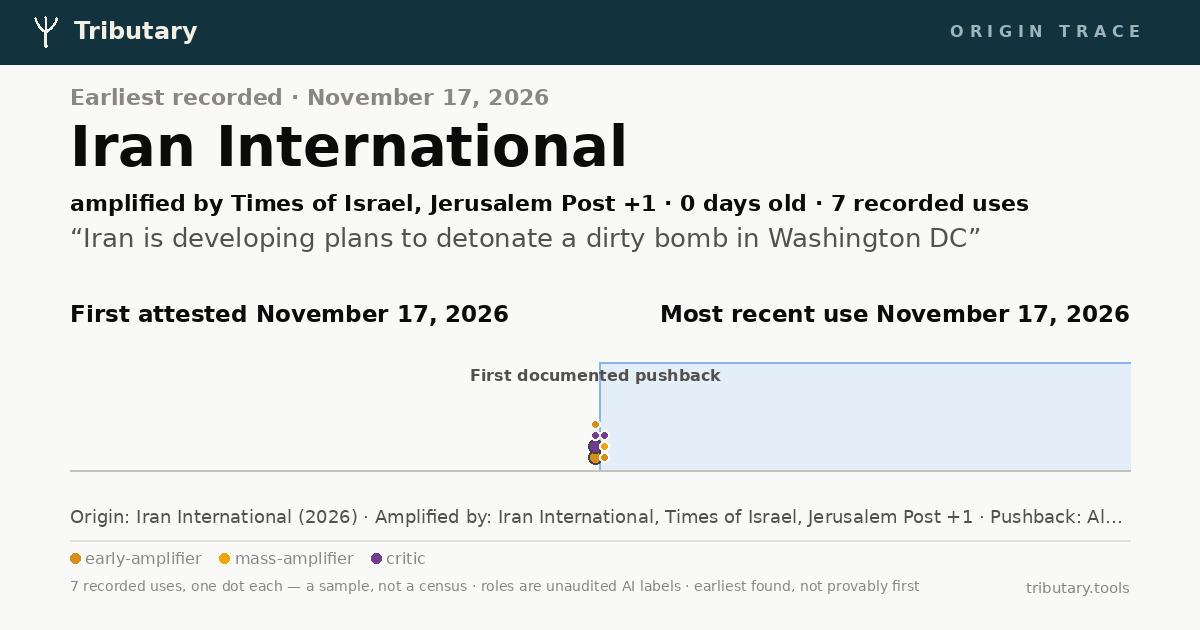 Tributary
ORIGIN TRACE
Earliest recorded · November 17, 2026
Iran International
amplified by Times of Israel, Jerusalem Post +1 · 0 days old · 7 recorded uses
“Iran is developing plans to detonate a dirty bomb in Washington DC”
First attested November 17, 2026
Most recent use November 17, 2026
First documented pushback
Origin: Iran International (2026) · Amplified by: Iran International, Times of Israel, Jerusalem Post +1 · Pushback: Al…
early-amplifier
mass-amplifier
critic
7 recorded uses, one dot each — a sample, not a census · roles are unaudited AI labels · earliest found, not provably first
tributary.tools